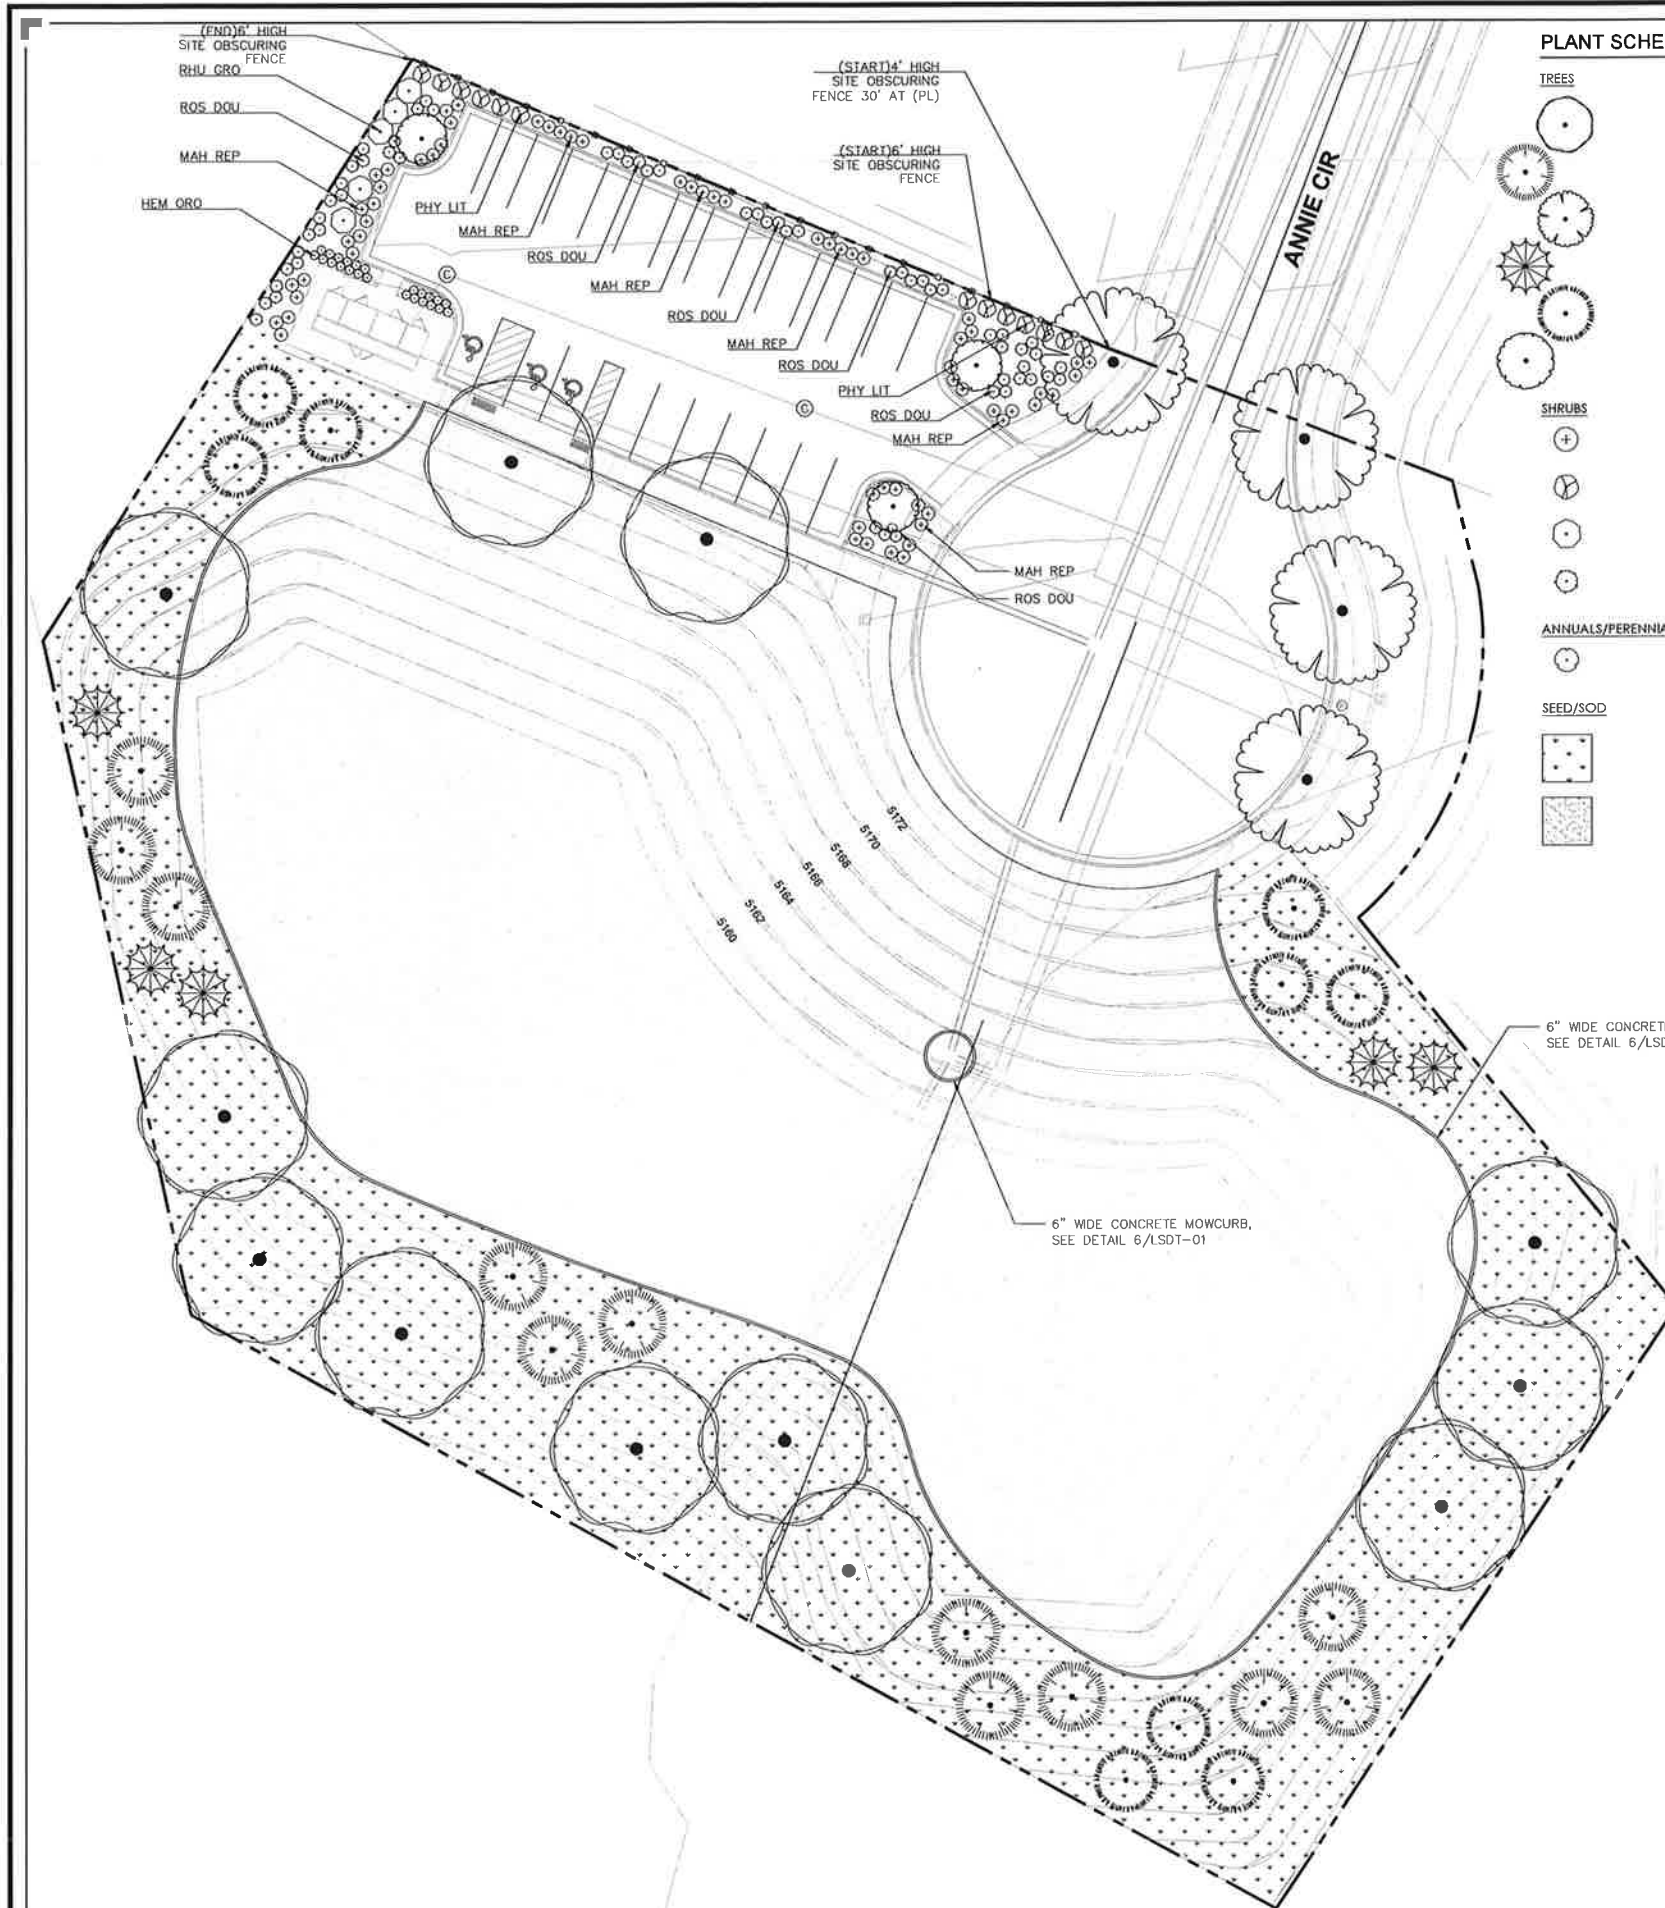 (END)6' HIGH
SITE OBSCURING
FENCE
RHU GRO
ROS DOU
MAH REP
HEM ORO
PHY LIT
MAH REP
ROS DOU
MAH REP
ROS DOU
MAH REP
ROS DOU
PHY LIT
ROS DOU
MAH REP
(START)4' HIGH
SITE OBSCURING
FENCE 30' AT (PL)
(START)6' HIGH
SITE OBSCURING
FENCE
ANNIE CIR
C
C
MAH REP
ROS DOU
5172
5170
5168
5166
5164
5162
5160
6" WIDE CONCRETE MOWCURB,
SEE DETAIL 6/LSDT-01
PLANT SCHE
TREES
SHRUBS
ANNUALS/PERENNIA
SEED/SOD
6" WIDE CONCRET
SEE DETAIL 6/LSD